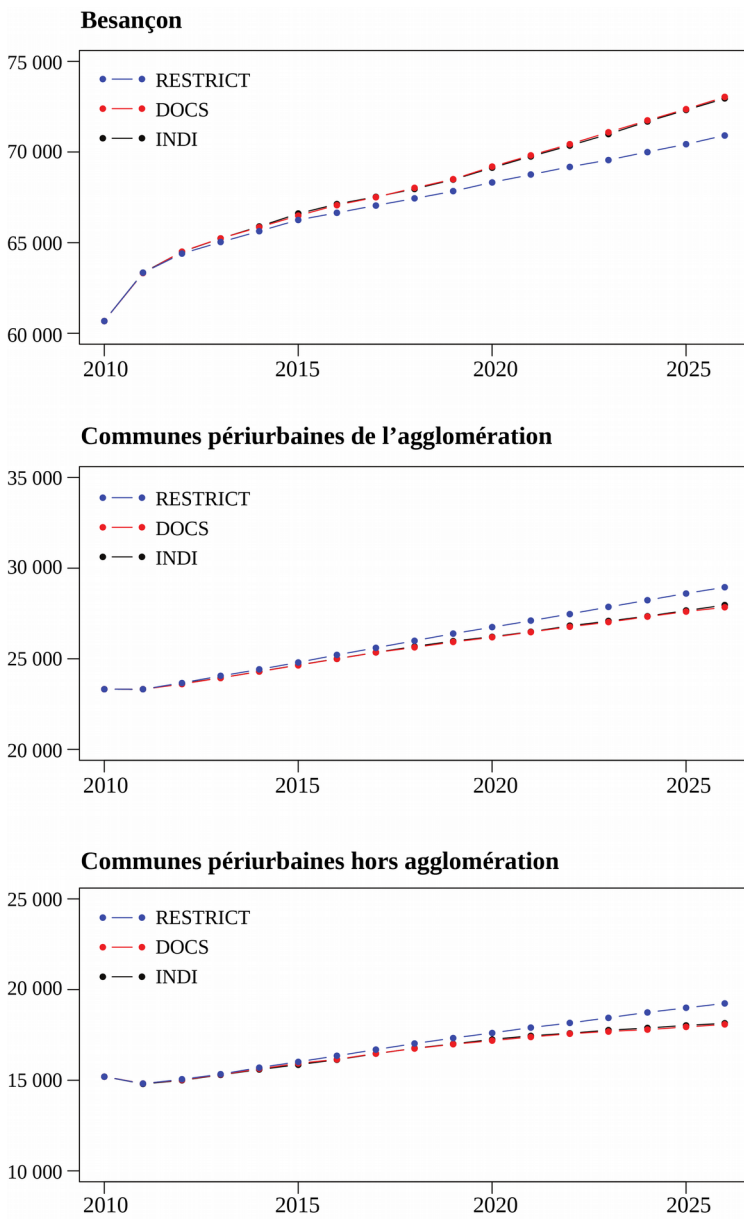 Besançon
75 000
70 000
65 000
60 000
RESTRICT
DOCS
INDI
2010 2015 2020 2025
Communes périurbaines de l’agglomération
35 000
30 000
25 000
20 000
RESTRICT
DOCS
INDI
2010 2015 2020 2025
Communes périurbaines hors agglomération
25 000
20 000
15 000
10 000
RESTRICT
DOCS
INDI
2010 2015 2020 2025